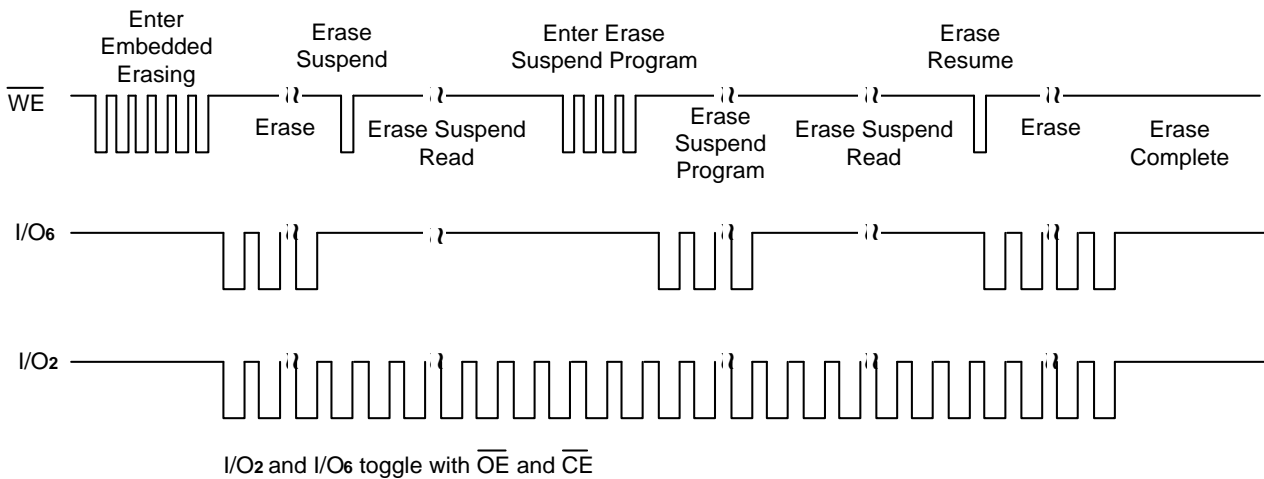 Enter
Embedded
Erasing
Erase
Suspend
Enter Erase
Suspend Program
Erase
Resume
WE
Erase
Erase Suspend
Read
Erase
Suspend
Program
Erase Suspend
Read
Erase
Erase
Complete
I/O6
I/O2
I/O2 and I/O6 toggle with OE and CE